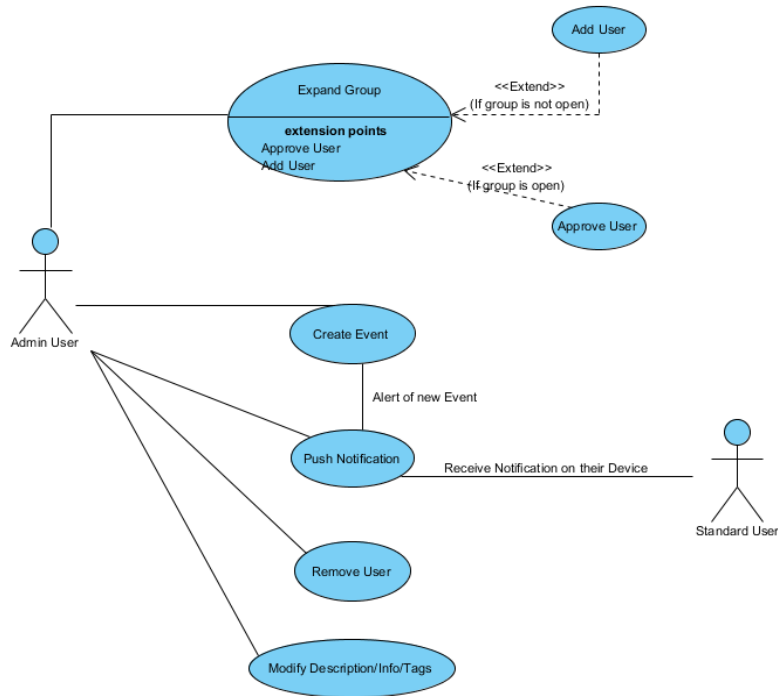 Add User
Expand Group
<<Extend>>
(If group is not open)
extension points
Approve User
Add User
<<Extend>>
(If group is open)
Approve User
Admin User
Create Event
Alert of new Event
Push Notification
Receive Notification on their Device
Standard User
Remove User
Modify Description/Info/Tags